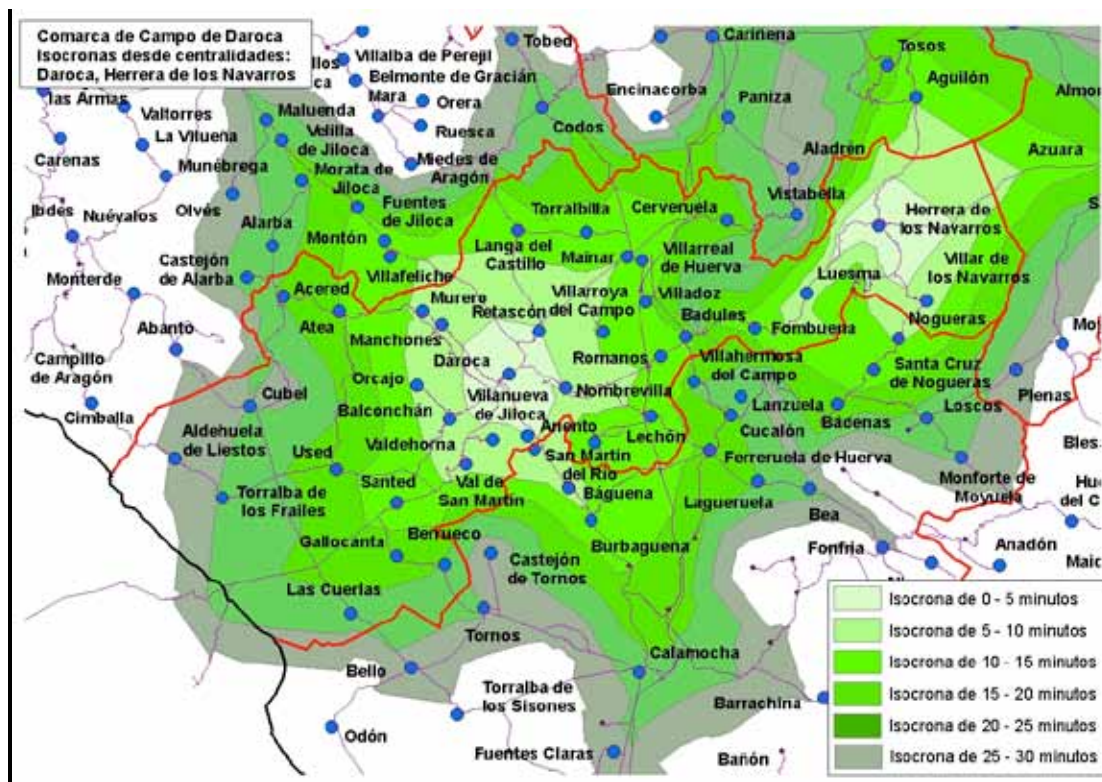 Comarca de Campo de Daroca
Isocronas desde centralidades:
Daroca, Herrera de los Navarros
Villalba de Perejil
Tobed
Cariñena
Tosos
Belmonte de Gracián
Aguilón
las Armas
Mara
Orera
Encinacorba
Paniza
Valtorres
Maluenda
Ruesca
Codos
La Vilueña
Velilla
de Jiloca
Azuara
Carenas
Munébrega
Miedes de
Aragón
Aladrén
Morata de
Jiloca
Olvés
Vistabella
Ibdes
Nuévalos
Fuentes
de Jiloca
Torralbilla
Cerveruela
Herrera de
los Navarros
Alarba
Montón
Langa del
Castillo
Mainar
Villarreal
de Huerva
Castejón
de Alarba
Villafeliche
Luesma
Villar de
los Navarros
Monterde
Acered
Murero
Villarroya
del Campo
Villadoz
Atea
Retascón
Badules
Nogueras
Abanto
Manchones
Fombuena
Campillo
de Aragón
Daroca
Romanos
Villahermosa
del Campo
Santa Cruz
de Nogueras
Orcajo
Cimballa
Cubel
Villanueva
de Jiloca
Nombrevilla
Plenas
Balconchán
Lanzuela
Loscos
Bádenas
Aldehuela
de Liestos
Valdehorna
Anento
Lechón
Cucalón
Used
San Martín
del Río
Ferreruela de Huerva
Monforte de
Moyuela
Torralba de
los Frailes
Santed
Val de
San Martín
Báguena
Lagueruela
Bea
Gallocanta
Berrueco
Burbaguena
Fonfría
Anadón
Castejón
de Tornos
Las Cuerlas
Tornos
Calamocha
Bello
Torralba de
los Sisones
Barrachina
Odón
Fuentes Claras
Bañón
Isocrona de 0 - 5 minutos
Isocrona de 5 - 10 minutos
Isocrona de 10 - 15 minutos
Isocrona de 15 - 20 minutos
Isocrona de 20 - 25 minutos
Isocrona de 25 - 30 minutos